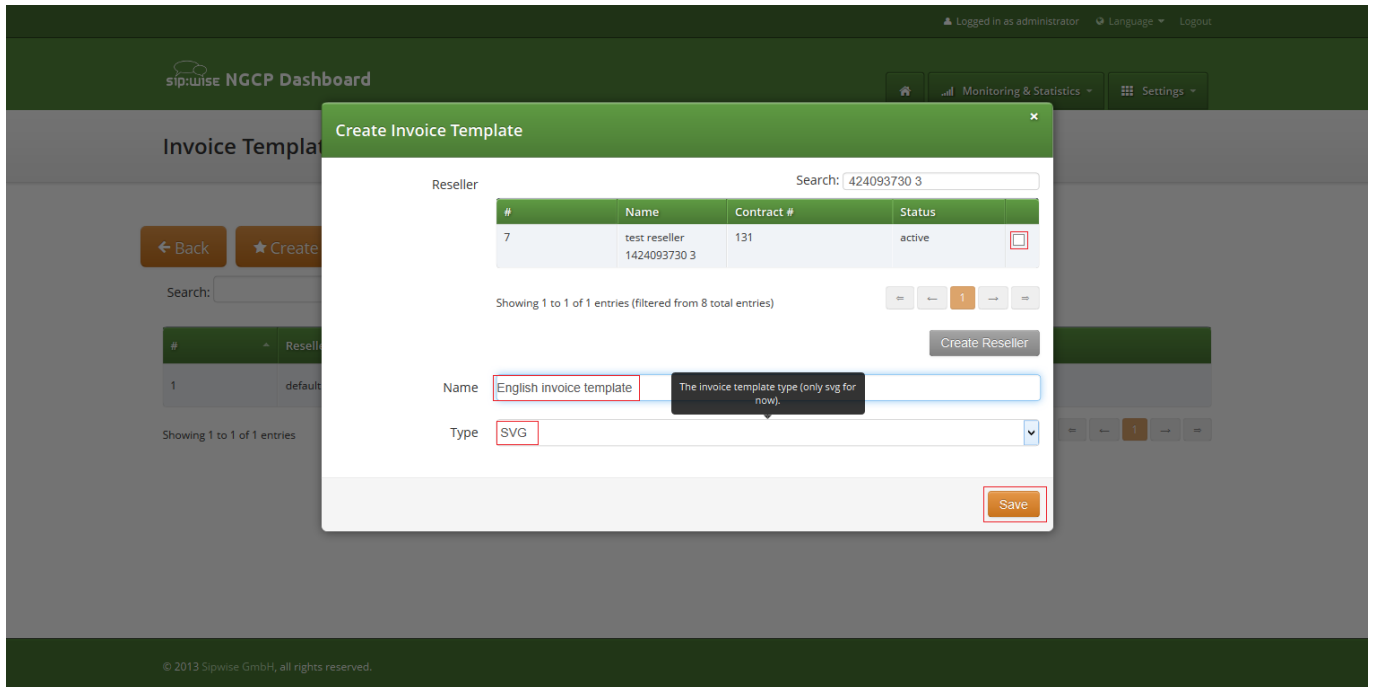 Logged in as administrator Language Logout
sip:wise NGCP Dashboard
Monitoring & Statistics Settings
Create Invoice Template ×
Invoice Templat
Reseller Search: 424093730 3
# Name Contract # Status
7 test reseller 131 active
1424093730 3
Back Create
Search:
Showing 1 to 1 of 1 entries (filtered from 8 total entries) ⇐ ← 1 → ⇒
Create Reseller
# Reselle
1 default
Name English invoice template The invoice template type (only svg for
now).
Showing 1 to 1 of 1 entries Type SVG ⇐ ← 1 → ⇒
Save
© 2013 Sipwise GmbH, all rights reserved.